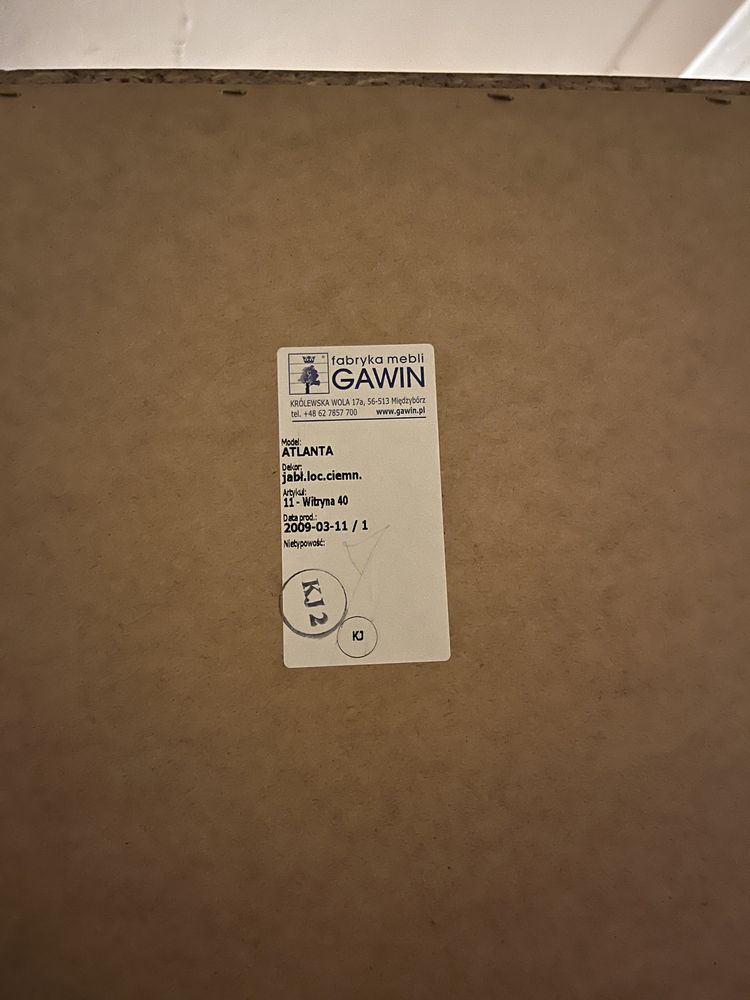 fabryka mebli
GAWIN
KRÓLEWSKA WOLA 17a, 56-513 Międzybórz
tel. +48 62 7857 700 www.gawin.pl
Model:
ATLANTA
Dekor:
jabł.loc.ciemn.
Artykuł:
11 - Witryna 40
Data prod.:
2009-03-11 / 1
Nietypowość:
KJ 2
KJ